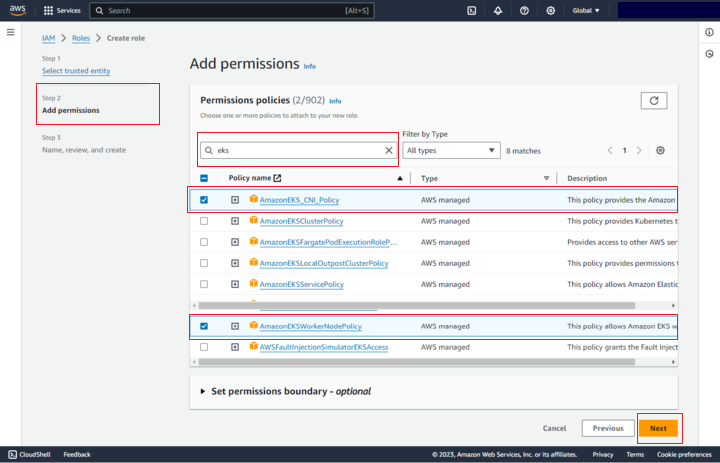 aws
Services
Search
[Alt+S]
Global
IAM > Roles > Create role
Step 1
Select trusted entity
Step 2
Add permissions
Step 3
Name, review, and create
Add permissions Info
Permissions policies (2/902) Info
Choose one or more policies to attach to your new role.
Filter by Type
eks
All types
8 matches
1
Policy name
Type
Description
AmazonEKS_CNI_Policy AWS managed This policy provides the Amazon
AmazonEKSClusterPolicy AWS managed This policy provides Kubernetes t
AmazonEKSFargatePodExecutionRoleP... AWS managed Provides access to other AWS ser
AmazonEKSLocalOutpostClusterPolicy AWS managed This policy provides permissions t
AmazonEKSServicePolicy AWS managed This policy allows Amazon Elastic
AmazonEKSWorkerNodePolicy AWS managed This policy allows Amazon EKS w
AWSFaultInjectionSimulatorEKSAccess AWS managed This policy grants the Fault Inject
Set permissions boundary - optional
Cancel
Previous
Next
CloudShell
Feedback
© 2023, Amazon Web Services, Inc. or its affiliates.
Privacy
Terms
Cookie preferences